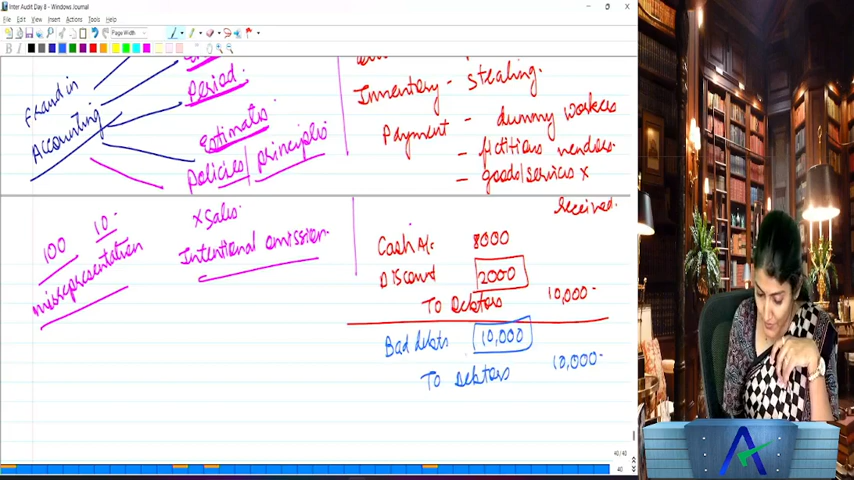 Inter Audit Day 8 - Windows Journal
File Edit View Insert Actions Tools Help
Page Width
Fraud in
Accounting
Period.
Estimates
Policies/principles
Inventory - stealing.
Payment - dummy workers
- fictitious vendors.
- goods/services x
received.
100 10-
misrepresentation
x Sales.
Intentional omission.
Cash A/c 8000
Discount 2000
To Debtors 10,000-
Bad debts 10,000
To Debtors 10,000-
40/40
40